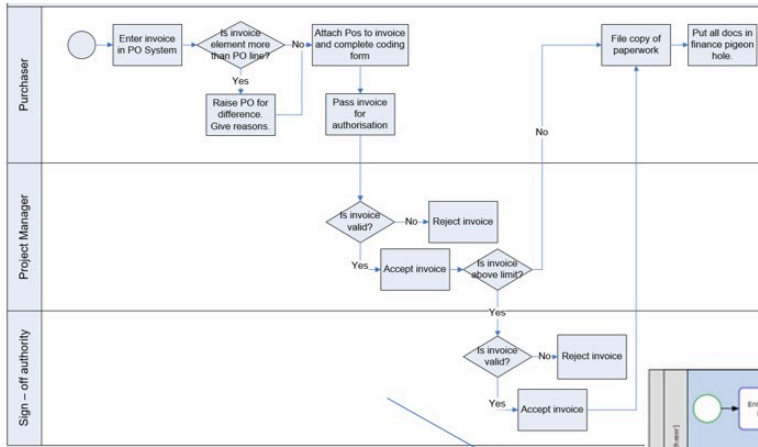 Purchaser
Enter invoice
in PO System
Is invoice
element more
than PO line?
No
Attach Pos to invoice
and complete coding
form
File copy of
paperwork
Put all docs in
finance pigeon
hole.
Yes
Raise PO for
difference.
Give reasons.
Pass invoice
for
authorisation
No
Project Manager
Is invoice
valid?
No
Reject invoice
Yes
Accept invoice
Is invoice
above limit?
Yes
Sign – off authority
Is invoice
valid?
No
Reject invoice
Yes
Accept invoice